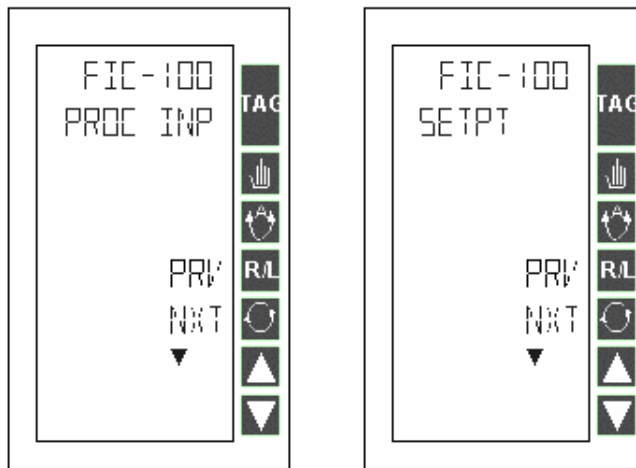 FIC-100
PROC INP
TAG
PRV
R/L
NXT
FIC-100
SETPT
TAG
PRV
R/L
NXT